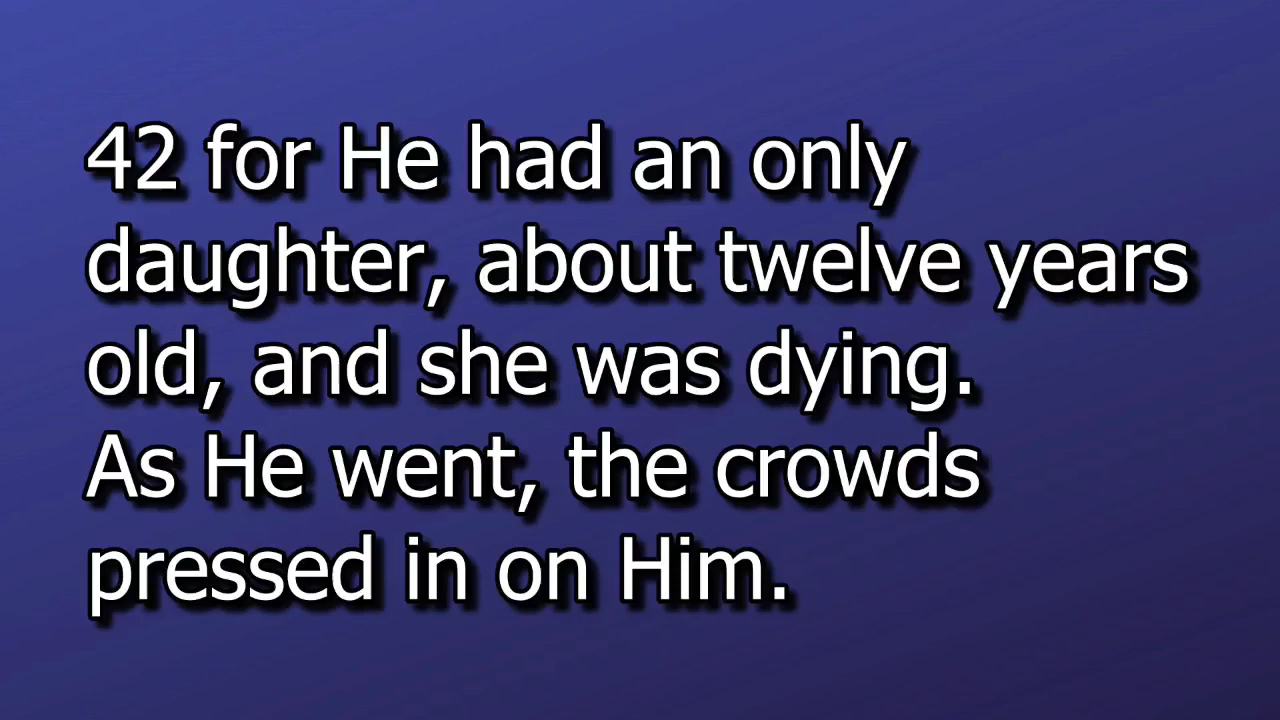 42 for He had an only
daughter, about twelve years
old, and she was dying.
As He went, the crowds
pressed in on Him.